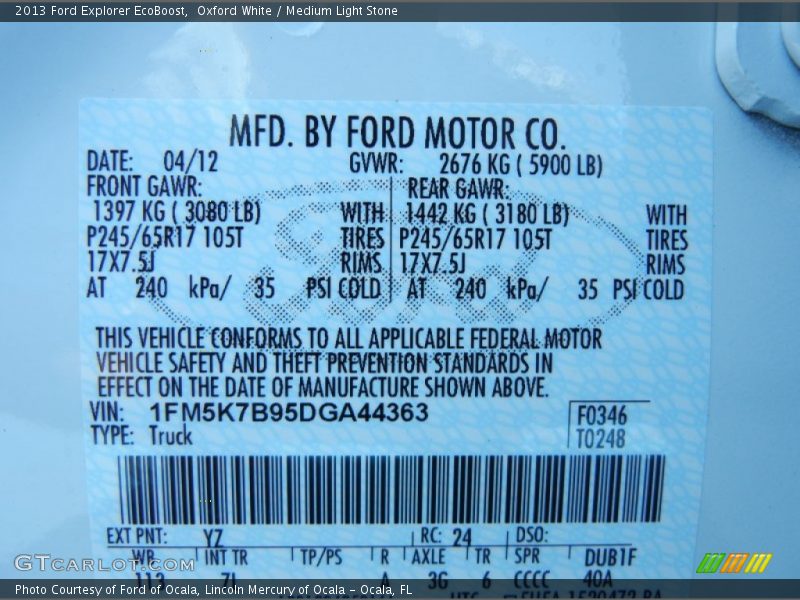 2013 Ford Explorer EcoBoost, Oxford White / Medium Light Stone
MFD. BY FORD MOTOR CO.
DATE: 04/12 GVWR: 2676 KG ( 5900 LB)
FRONT GAWR: REAR GAWR:
1397 KG ( 3080 LB) WITH 1442 KG ( 3180 LB) WITH
P245/65R17 105T TIRES P245/65R17 105T TIRES
17X7.5J RIMS 17X7.5J RIMS
AT 240 kPa/ 35 PSI COLD AT 240 kPa/ 35 PSI COLD
THIS VEHICLE CONFORMS TO ALL APPLICABLE FEDERAL MOTOR
VEHICLE SAFETY AND THEFT PREVENTION STANDARDS IN
EFFECT ON THE DATE OF MANUFACTURE SHOWN ABOVE.
VIN: 1FM5K7B95DGA44363 F0346
TYPE: Truck T0248
EXT PNT: YZ RC: 24 DSO:
WB INT TR TP/PS R AXLE TR SPR DUB1F
113 7L A 3G 6 CCCC 40A
GTCarlot.com
Photo Courtesy of Ford of Ocala, Lincoln Mercury of Ocala - Ocala, FL